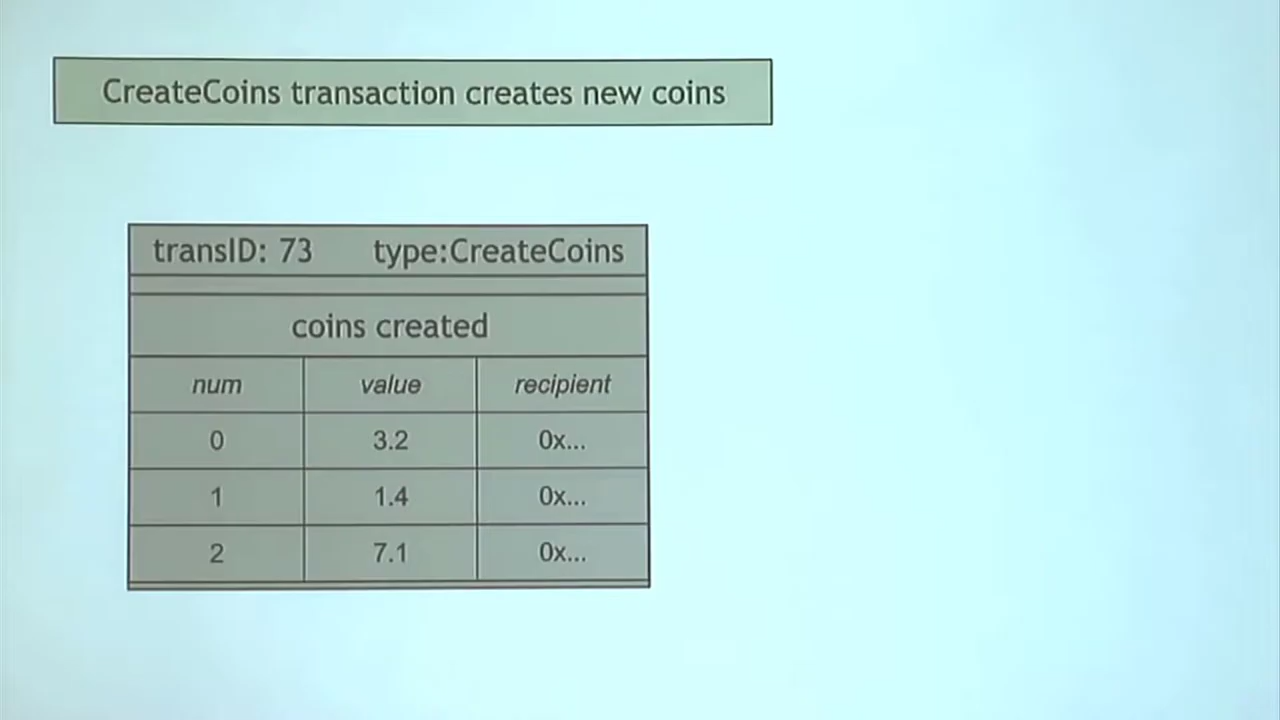 CreateCoins transaction creates new coins
transID: 73 type:CreateCoins
coins created
num value recipient
0 3.2 0x...
1 1.4 0x...
2 7.1 0x...